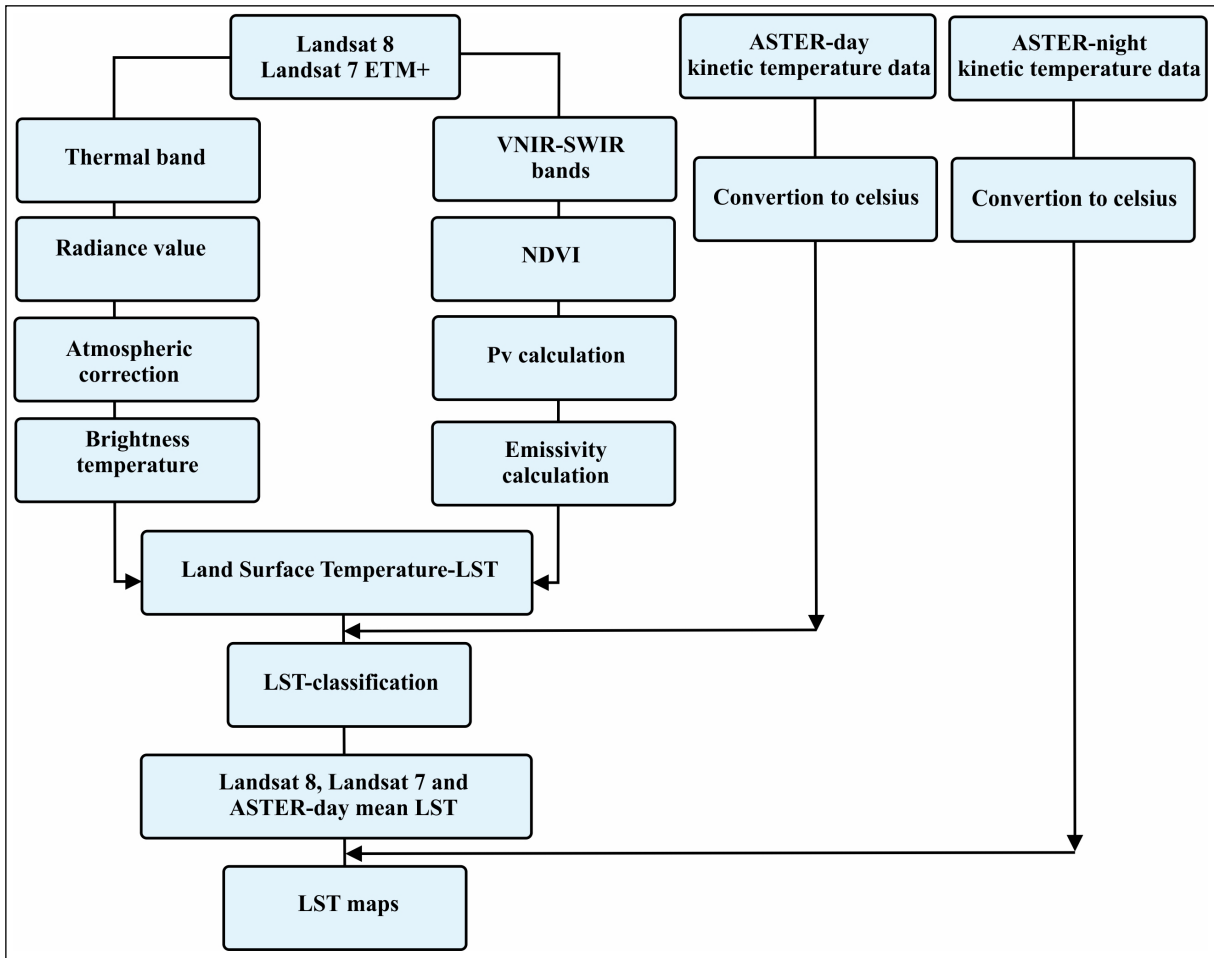 Landsat 8
Landsat 7 ETM+
ASTER-day
kinetic temperature data
ASTER-night
kinetic temperature data
Thermal band
VNIR-SWIR
bands
Convertion to celsius
Convertion to celsius
Radiance value
NDVI
Atmospheric
correction
Pv calculation
Brightness
temperature
Emissivity
calculation
Land Surface Temperature-LST
LST-classification
Landsat 8, Landsat 7 and
ASTER-day mean LST
LST maps